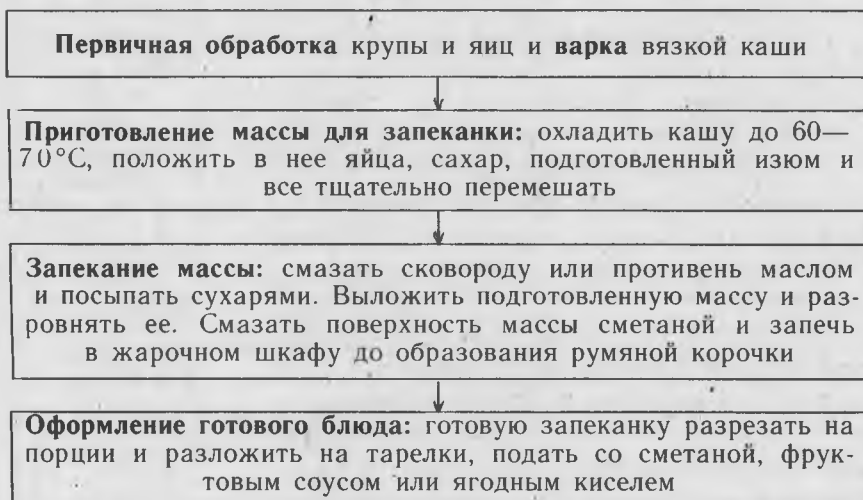 Первичная обработка крупы и яиц и варка вязкой каши
Приготовление массы для запеканки: охладить кашу до 60—
70°С, положить в нее яйца, сахар, подготовленный изюм и
все тщательно перемешать
Запекание массы: смазать сковороду или противень маслом
и посыпать сухарями. Выложить подготовленную массу и раз-
ровнять ее. Смазать поверхность массы сметаной и запечь
в жарочном шкафу до образования румяной корочки
Оформление готового блюда: готовую запеканку разрезать на
порции и разложить на тарелки, подать со сметаной, фрук-
товым соусом или ягодным киселем